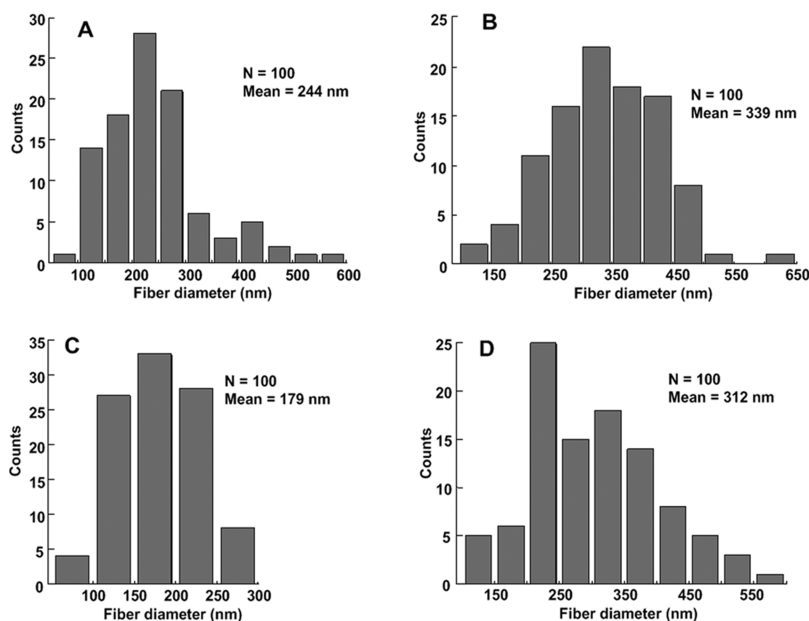 A
N = 100
Mean = 244 nm
Counts
30
25
20
15
10
5
0
100 200 300 400 500 600
Fiber diameter (nm)
B
N = 100
Mean = 339 nm
Counts
25
20
15
10
5
0
150 250 350 450 550 650
Fiber diameter (nm)
C
N = 100
Mean = 179 nm
Counts
35
30
25
20
15
10
5
0
100 150 200 250 300
Fiber diameter (nm)
D
N = 100
Mean = 312 nm
Counts
25
20
15
10
5
0
150 250 350 450 550
Fiber diameter (nm)